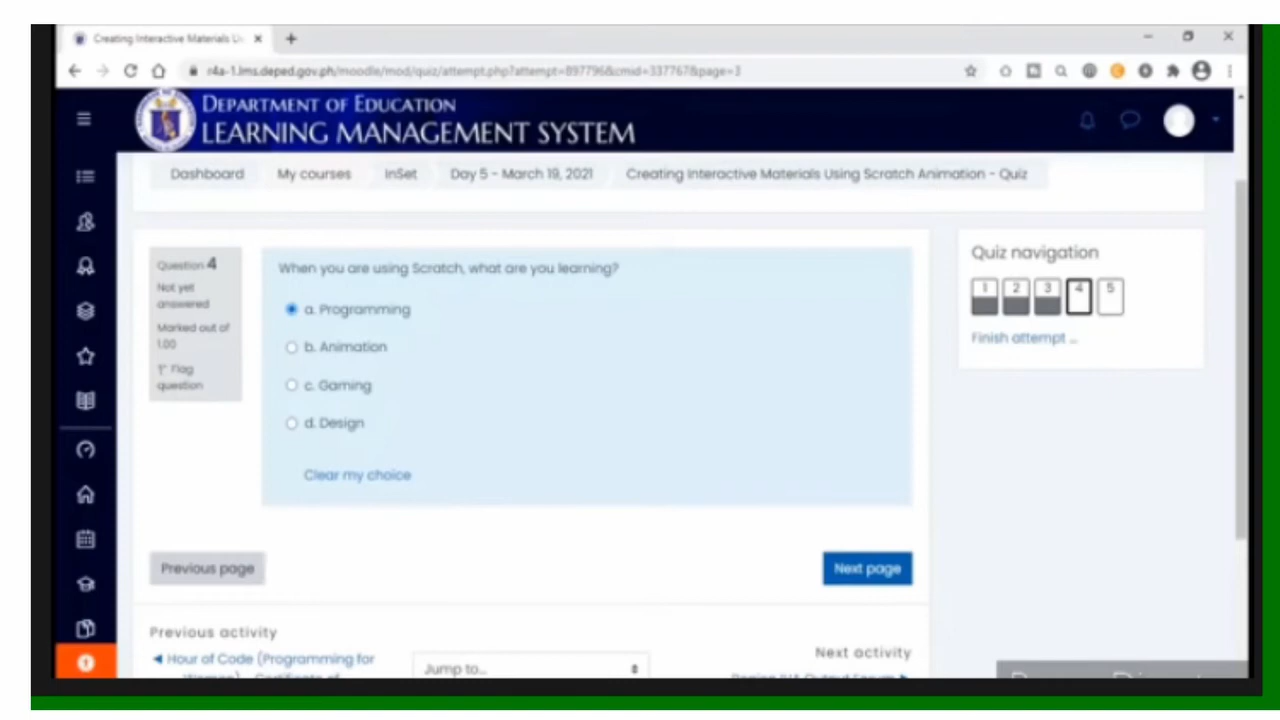 Creating Interactive Materials Us
r4a-1.lms.deped.gov.ph/moodle/mod/quiz/attempt.php?attempt=897796&cmid=337767&page=3
DEPARTMENT OF EDUCATION
LEARNING MANAGEMENT SYSTEM
Dashboard My courses InSet Day 5 - March 19, 2021 Creating Interactive Materials Using Scratch Animation - Quiz
Question 4
Not yet
answered
Marked out of
1.00
Flag
question
When you are using Scratch, what are you learning?
a. Programming
b. Animation
c. Gaming
d. Design
Clear my choice
Quiz navigation
1 2 3 4 5
Finish attempt ...
Previous page
Next page
Previous activity
◄ Hour of Code (Programming for
Jump to...
Next activity